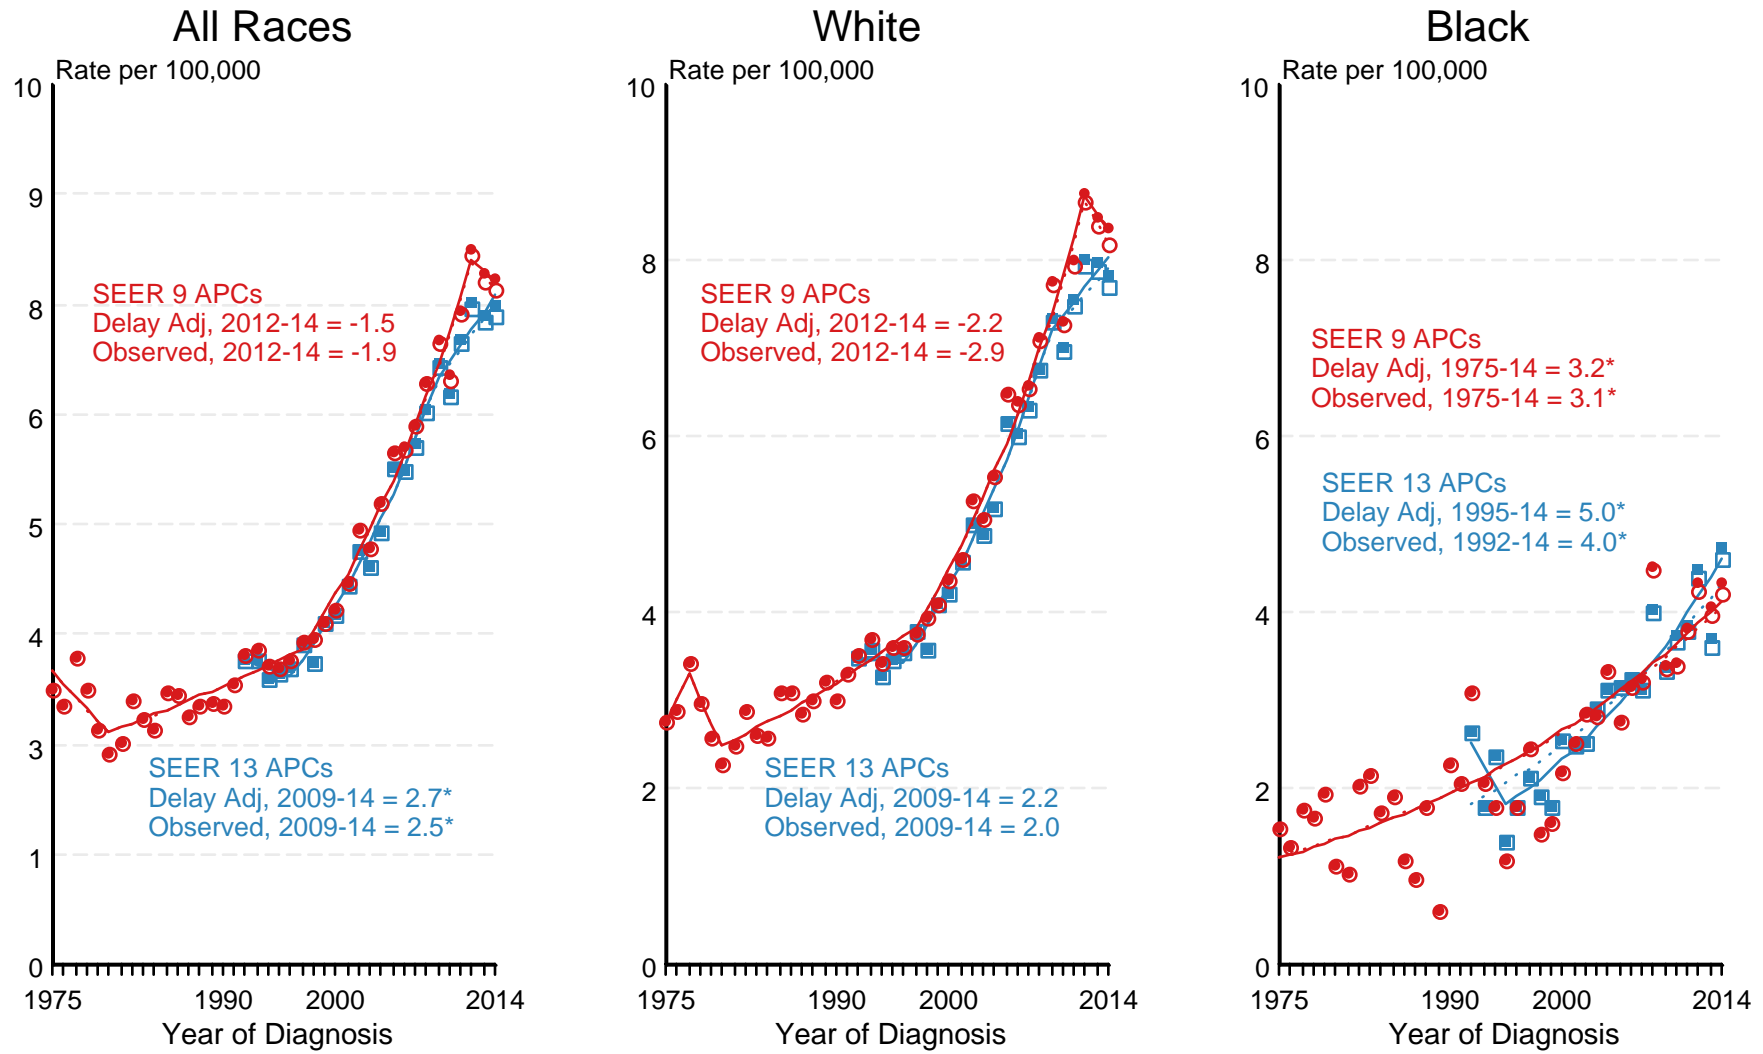 All Races
Rate per 100,000
10
9
8
6
5
4
3
1
0
SEER 9 APCs
Delay Adj, 2012-14 = -1.5
Observed, 2012-14 = -1.9
SEER 13 APCs
Delay Adj, 2009-14 = 2.7*
Observed, 2009-14 = 2.5*
1975 1990 2000 2014
Year of Diagnosis
White
Rate per 100,000
10
8
6
4
2
0
SEER 9 APCs
Delay Adj, 2012-14 = -2.2
Observed, 2012-14 = -2.9
SEER 13 APCs
Delay Adj, 2009-14 = 2.2
Observed, 2009-14 = 2.0
1975 1990 2000 2014
Year of Diagnosis
Black
Rate per 100,000
10
8
6
4
2
0
SEER 9 APCs
Delay Adj, 1975-14 = 3.2*
Observed, 1975-14 = 3.1*
SEER 13 APCs
Delay Adj, 1995-14 = 5.0*
Observed, 1992-14 = 4.0*
1975 1990 2000 2014
Year of Diagnosis